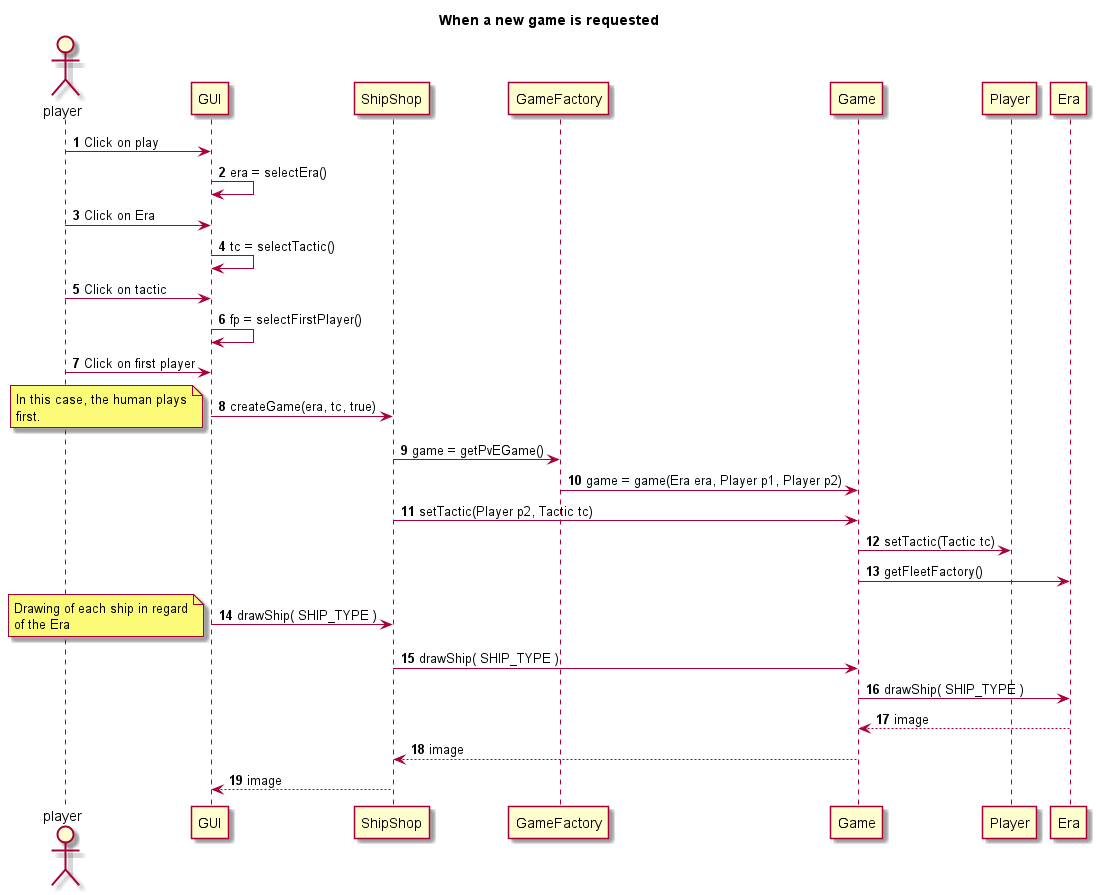 When a new game is requested
player
GUI
ShipShop
GameFactory
Game
Player
Era
1 Click on play
2 era = selectEra()
3 Click on Era
4 tc = selectTactic()
5 Click on tactic
6 fp = selectFirstPlayer()
7 Click on first player
In this case, the human plays
first.
8 createGame(era, tc, true)
9 game = getPvEGame()
10 game = game(Era era, Player p1, Player p2)
11 setTactic(Player p2, Tactic tc)
12 setTactic(Tactic tc)
13 getFleetFactory()
Drawing of each ship in regard
of the Era
14 drawShip( SHIP_TYPE )
15 drawShip( SHIP_TYPE )
16 drawShip( SHIP_TYPE )
17 image
18 image
19 image
player
GUI
ShipShop
GameFactory
Game
Player
Era